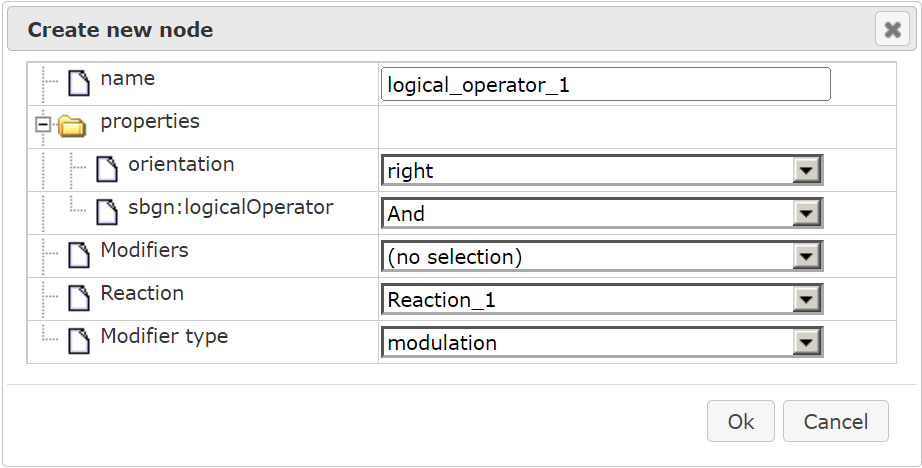 Create new node
name logical_operator_1
properties
orientation right
sbgn:logicalOperator And
Modifiers (no selection)
Reaction Reaction_1
Modifier type modulation
Ok Cancel